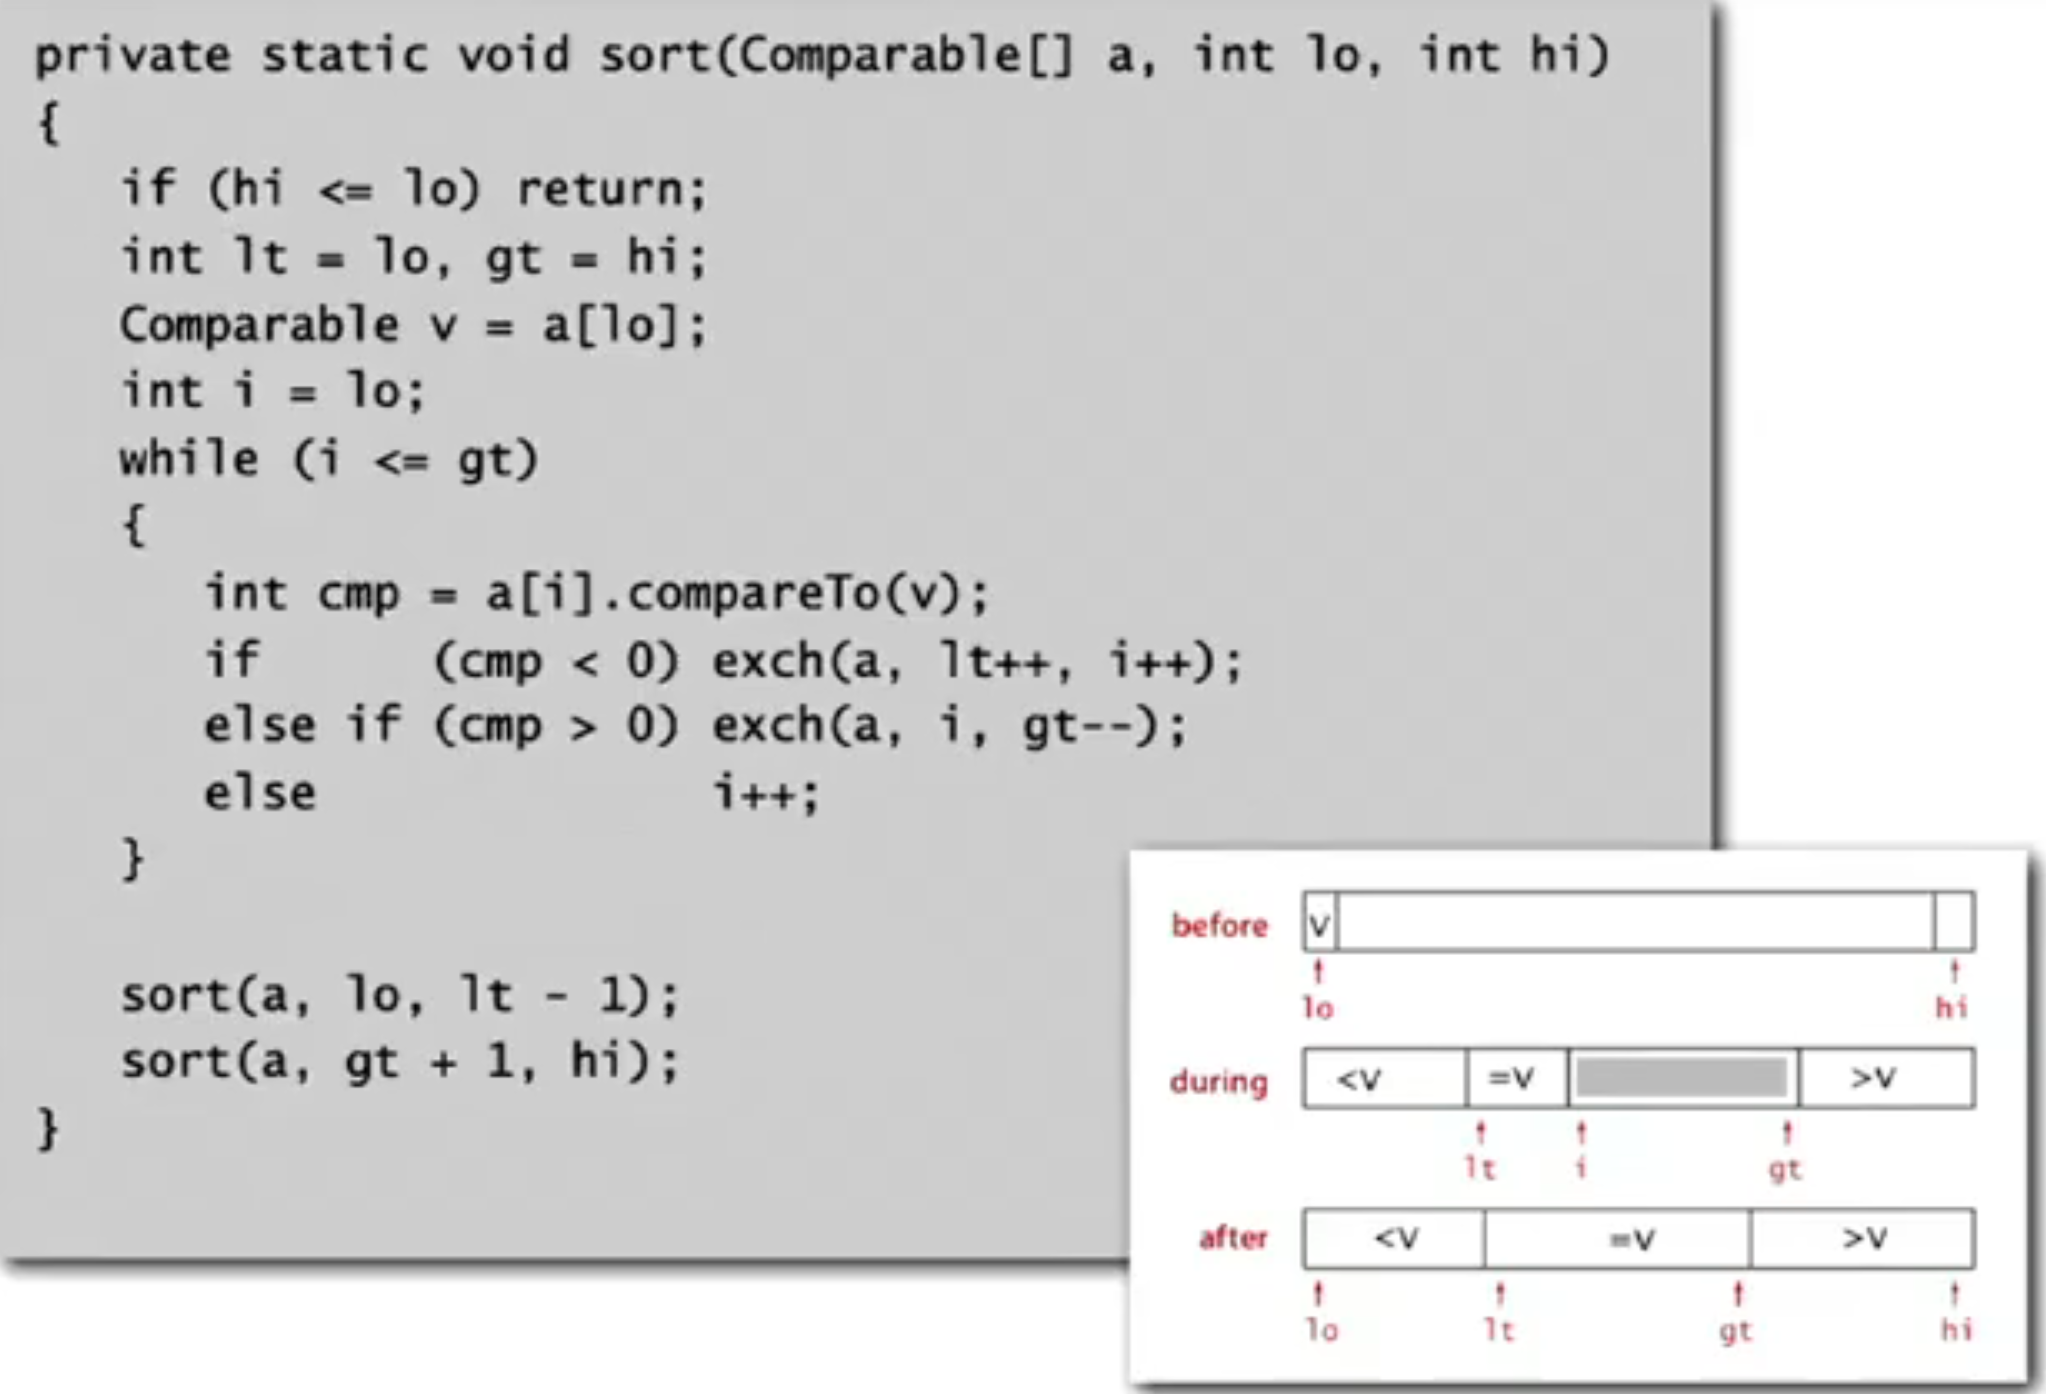 private static void sort(Comparable[] a, int lo, int hi)
{
if (hi <= lo) return;
int lt = lo, gt = hi;
Comparable v = a[lo];
int i = lo;
while (i <= gt)
{
int cmp = a[i].compareTo(v);
if (cmp < 0) exch(a, lt++, i++);
else if (cmp > 0) exch(a, i, gt--);
else i++;
}
sort(a, lo, lt - 1);
sort(a, gt + 1, hi);
}
before v
lo hi
during <v =v >v
lt i gt
after <v =v >v
lo lt gt hi